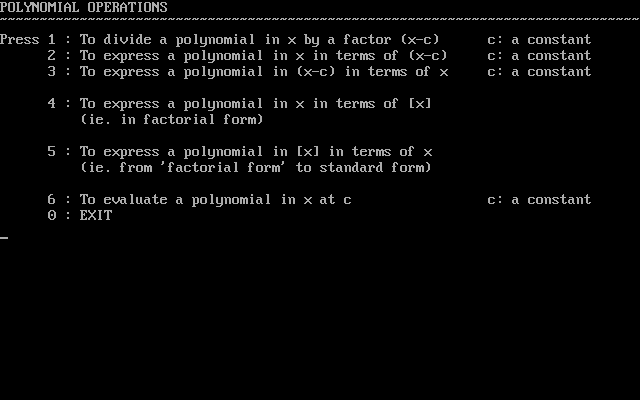 POLYNOMIAL OPERATIONS
~~~~~~~~~~~~~~~~~~~~~~~~~~~~~~~~~~~~~~~~~~~~~~~~~~~~~~~~~~~~~~~~~~~~~~~~~~~~~~~~
Press 1 : To divide a polynomial in x by a factor (x-c) c: a constant
2 : To express a polynomial in x in terms of (x-c) c: a constant
3 : To express a polynomial in (x-c) in terms of x c: a constant
4 : To express a polynomial in x in terms of [x]
(ie. in factorial form)
5 : To express a polynomial in [x] in terms of x
(ie. from 'factorial form' to standard form)
6 : To evaluate a polynomial in x at c c: a constant
0 : EXIT
_